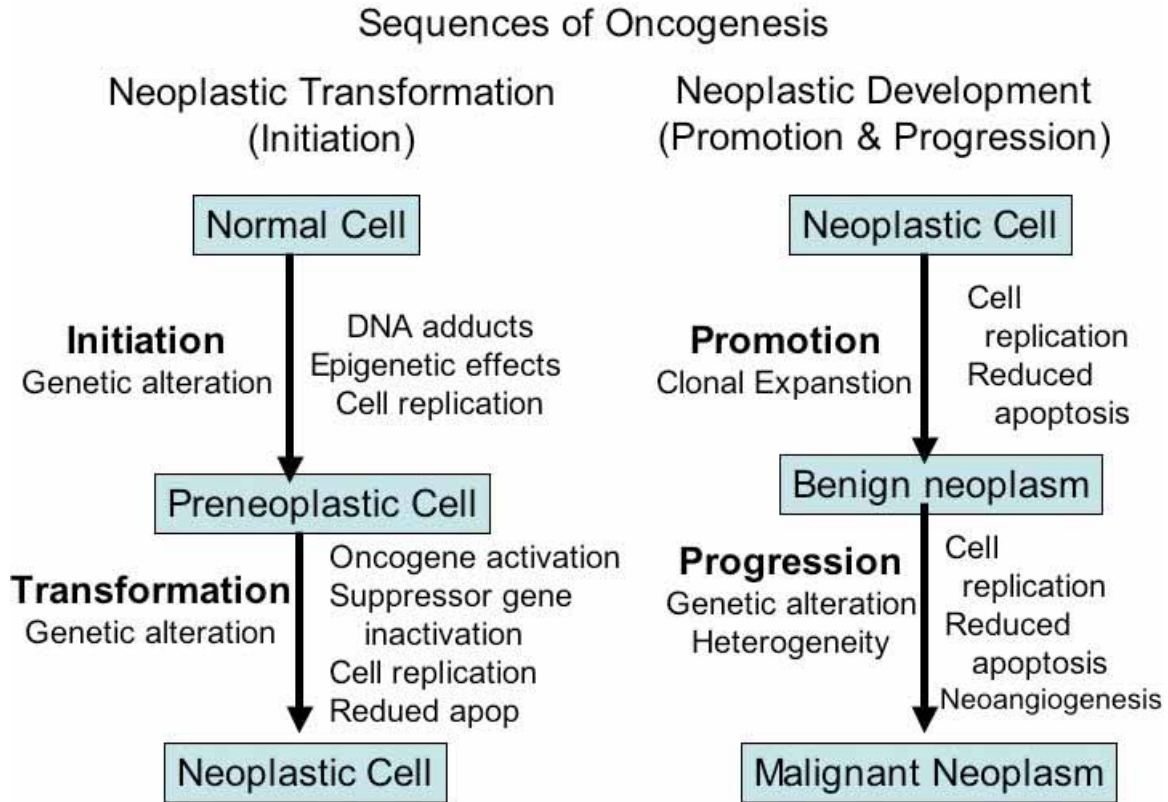 Sequences of Oncogenesis
Neoplastic Transformation
(Initiation)
Normal Cell
Initiation
Genetic alteration
DNA adducts
Epigenetic effects
Cell replication
Preneoplastic Cell
Transformation
Genetic alteration
Oncogene activation
Suppressor gene
inactivation
Cell replication
Redued apop
Neoplastic Cell
Neoplastic Development
(Promotion & Progression)
Neoplastic Cell
Promotion
Clonal Expanstion
Cell
replication
Reduced
apoptosis
Benign neoplasm
Progression
Genetic alteration
Heterogeneity
Cell
replication
Reduced
apoptosis
Neoangiogenesis
Malignant Neoplasm